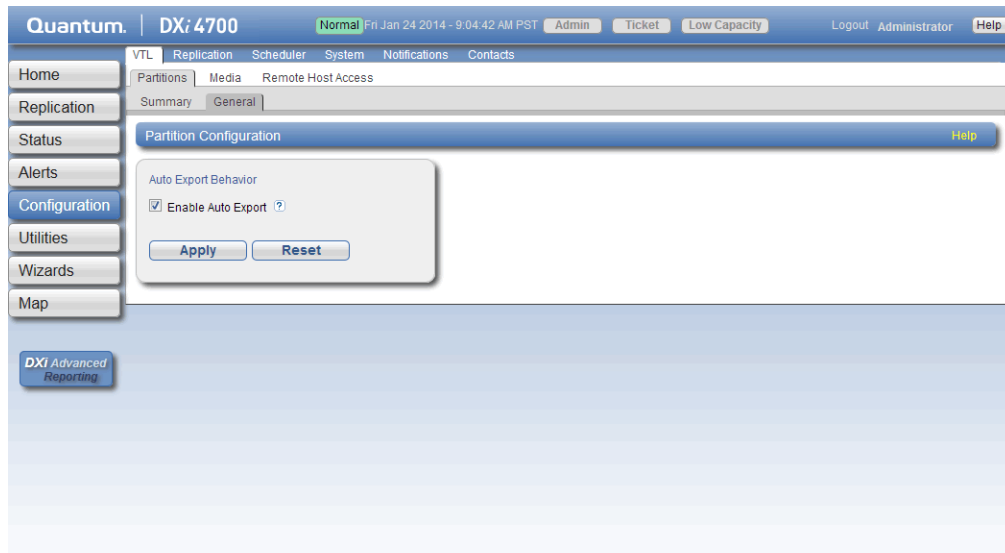 Quantum. | DXi 4700 Normal Fri Jan 24 2014 - 9:04:42 AM PST Admin Ticket Low Capacity Logout Administrator Help
VTL Replication Scheduler System Notifications Contacts
Home
Partitions Media Remote Host Access
Replication
Summary General
Status
Partition Configuration Help
Alerts
Auto Export Behavior
Configuration
Enable Auto Export ?
Utilities
Apply Reset
Wizards
Map
DXi Advanced
Reporting